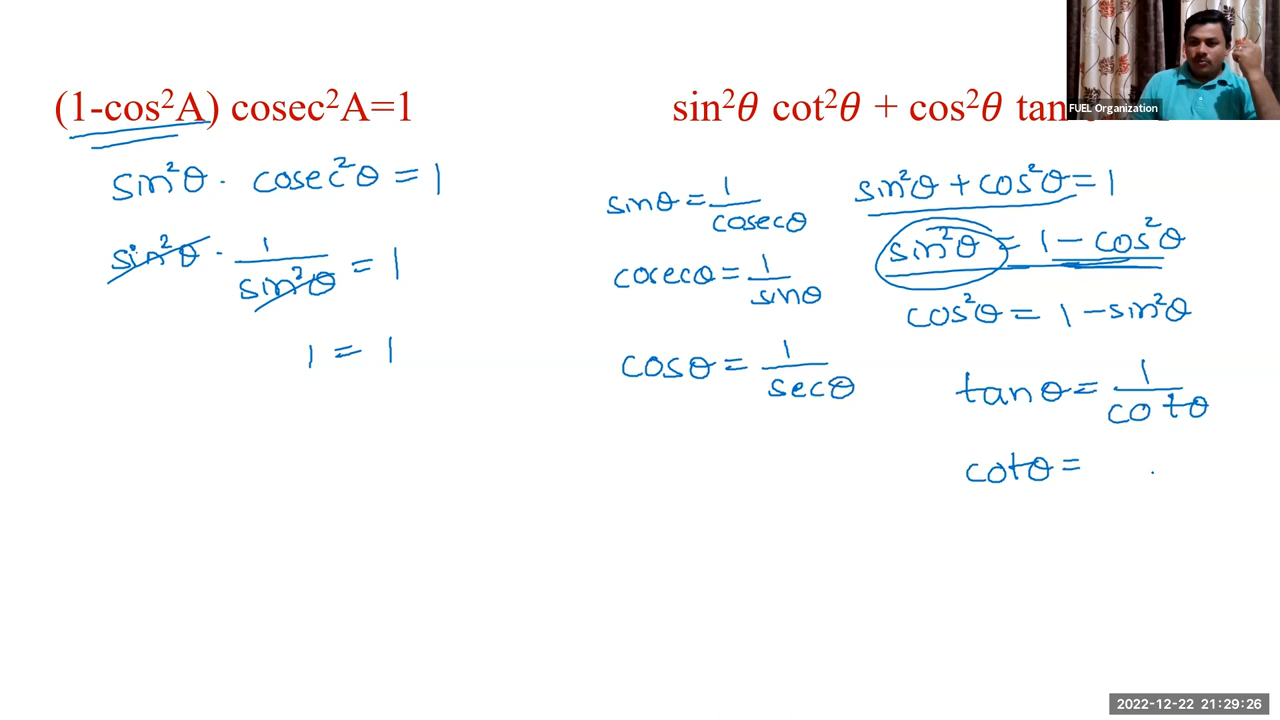 (1-cos²A) cosec²A=1
sin²θ . cosec²θ = 1
sin²θ . 1/sin²θ = 1
1 = 1
sin²θ cot²θ + cos²θ tan
sinθ = 1/cosecθ
cosecθ = 1/sinθ
cosθ = 1/secθ
sin²θ + cos²θ = 1
sin²θ = 1 - cos²θ
cos²θ = 1 - sin²θ
tanθ = 1/cotθ
cotθ =
FUEL Organization
2022-12-22 21:29:26